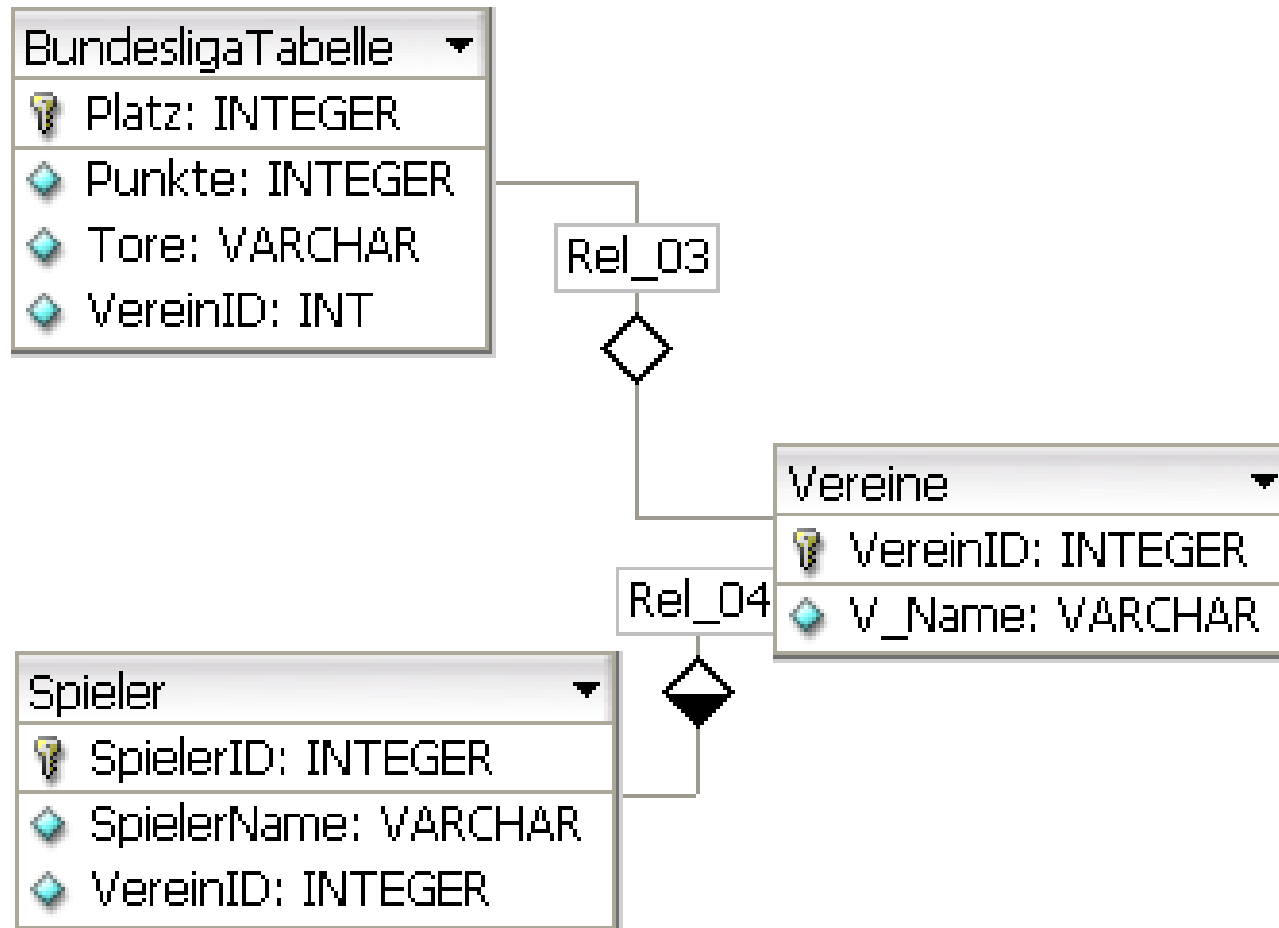 BundesligaTabelle
Platz: INTEGER
Punkte: INTEGER
Tore: VARCHAR
VereinID: INT
Rel_03
Vereine
VereinID: INTEGER
V_Name: VARCHAR
Rel_04
Spieler
SpielerID: INTEGER
SpielerName: VARCHAR
VereinID: INTEGER